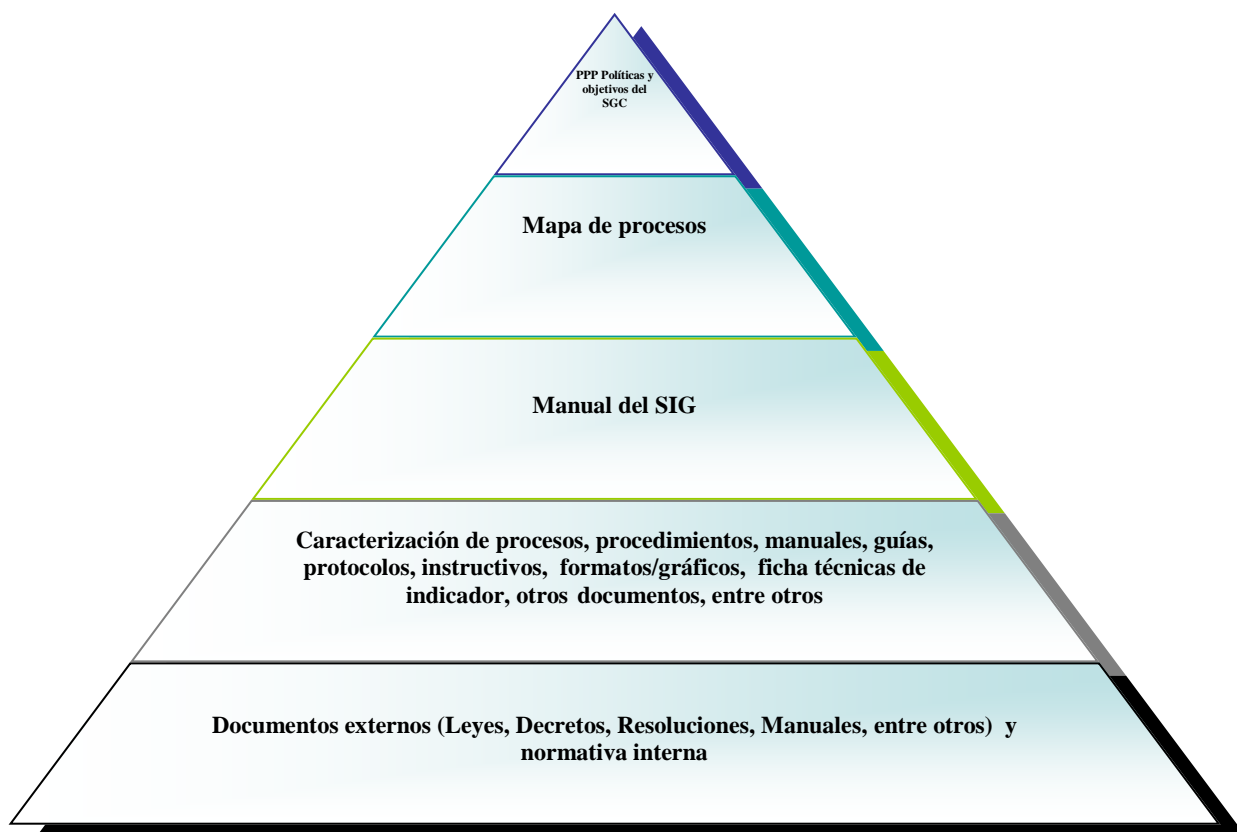 PPP Políticas y
objetivos del
SGC
Mapa de procesos
Manual del SIG
Caracterización de procesos, procedimientos, manuales, guías,
protocolos, instructivos, formatos/gráficos, ficha técnicas de
indicador, otros documentos, entre otros
Documentos externos (Leyes, Decretos, Resoluciones, Manuales, entre otros) y
normativa interna